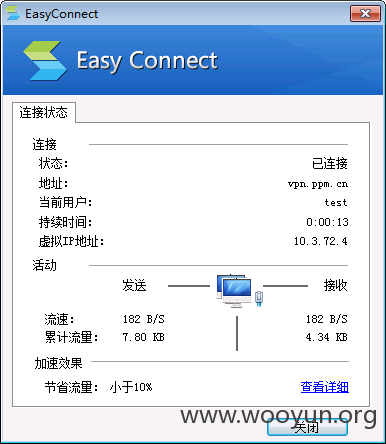 EasyConnect
Easy Connect
连接状态
连接
状态： 已连接
地址： vpn.ppm.cn
当前用户： test
持续时间： 0:00:13
虚拟IP地址： 10.3.72.4
活动
发送 接收
流速： 182 B/S 182 B/S
累计流量： 7.80 KB 4.34 KB
加速效果
节省流量： 小于10% 查看详细
www.wooyun.org
关闭